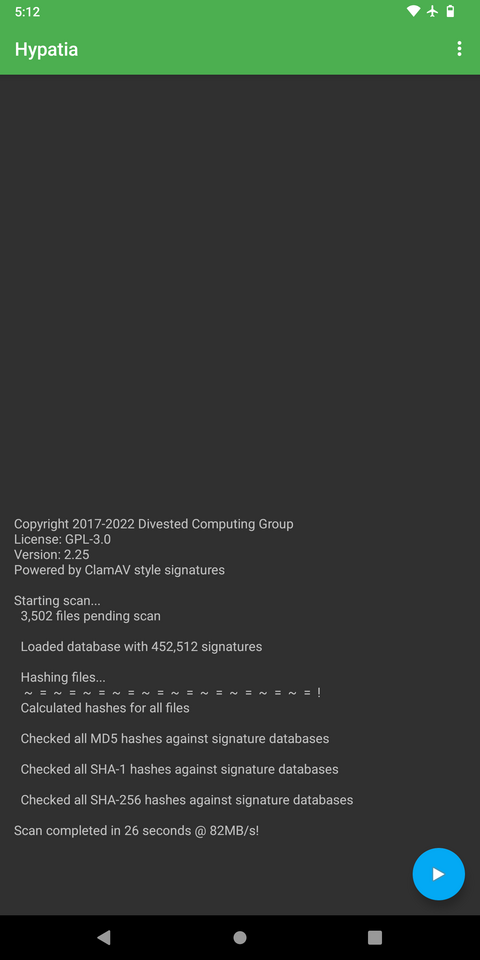 5:12
Hypatia
Copyright 2017-2022 Divested Computing Group
License: GPL-3.0
Version: 2.25
Powered by ClamAV style signatures
Starting scan...
3,502 files pending scan
Loaded database with 452,512 signatures
Hashing files...
~ = ~ = ~ = ~ = ~ = ~ = ~ = ~ = ~ = ~ = !
Calculated hashes for all files
Checked all MD5 hashes against signature databases
Checked all SHA-1 hashes against signature databases
Checked all SHA-256 hashes against signature databases
Scan completed in 26 seconds @ 82MB/s!